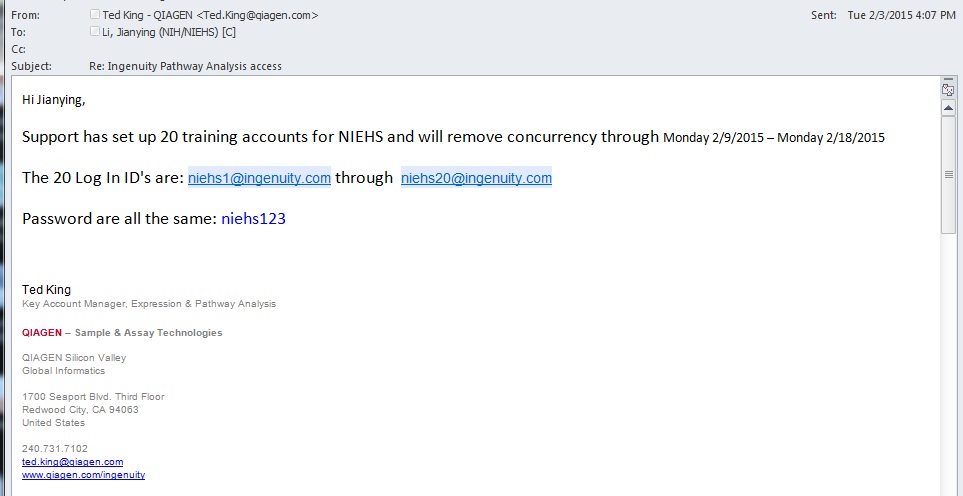 From: Ted King - QIAGEN <Ted.King@qiagen.com> Sent: Tue 2/3/2015 4:07 PM
To: Li, Jianying (NIH/NIEHS) [C]
Cc:
Subject: Re: Ingenuity Pathway Analysis access
Hi Jianying,
Support has set up 20 training accounts for NIEHS and will remove concurrency through Monday 2/9/2015 – Monday 2/18/2015
The 20 Log In ID's are: niehs1@ingenuity.com through niehs20@ingenuity.com
Password are all the same: niehs123
Ted King
Key Account Manager, Expression & Pathway Analysis
QIAGEN – Sample & Assay Technologies
QIAGEN Silicon Valley
Global Informatics
1700 Seaport Blvd. Third Floor
Redwood City, CA 94063
United States
240.731.7102
ted.king@qiagen.com
www.qiagen.com/ingenuity